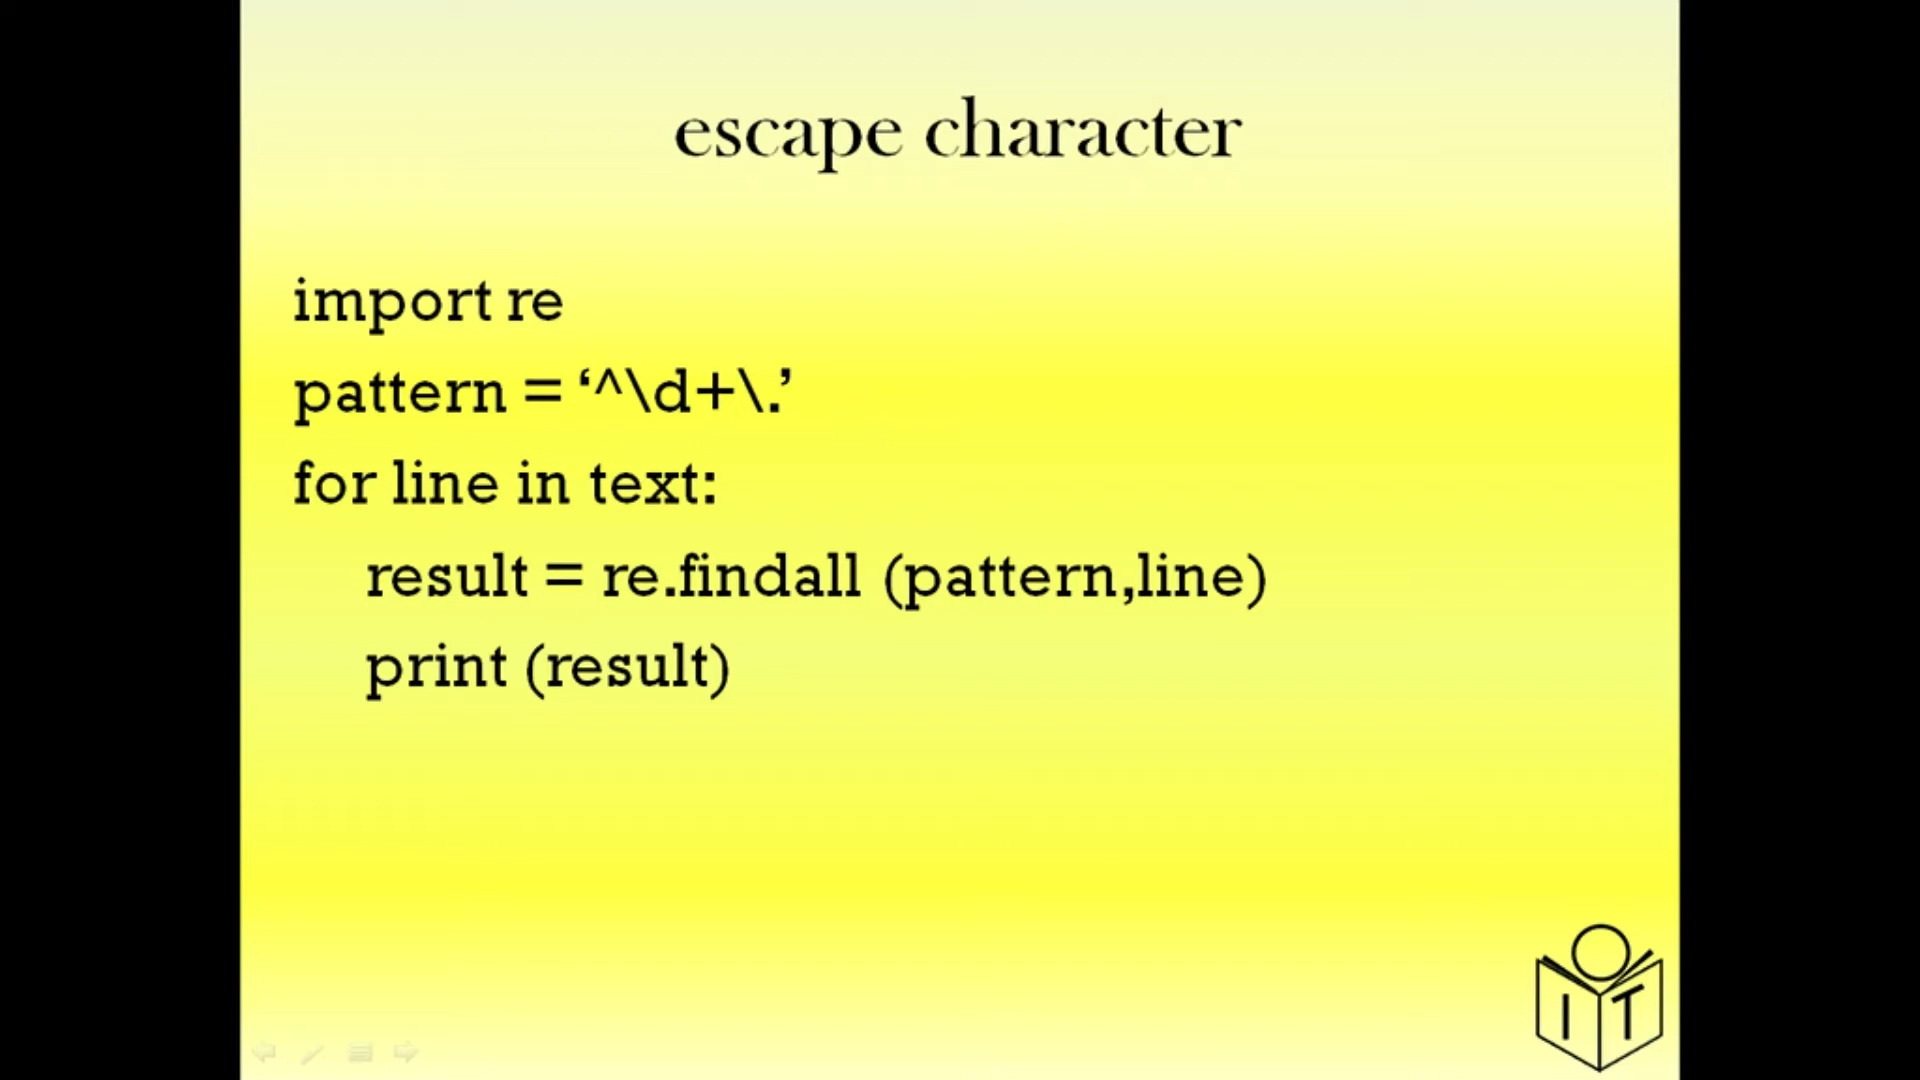 escape character
import re
pattern = ‘^\d+\.’
for line in text:
result = re.findall (pattern,line)
print (result)
I T